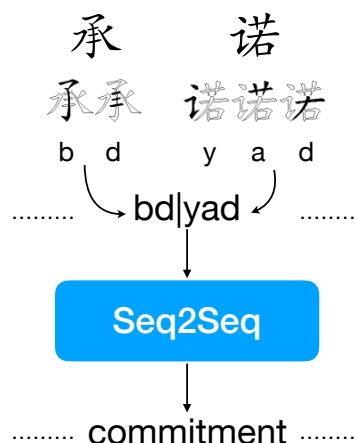 承 诺
承承 诺诺诺
b d y a d
......... bd|yad .........
Seq2Seq
......... commitment .........